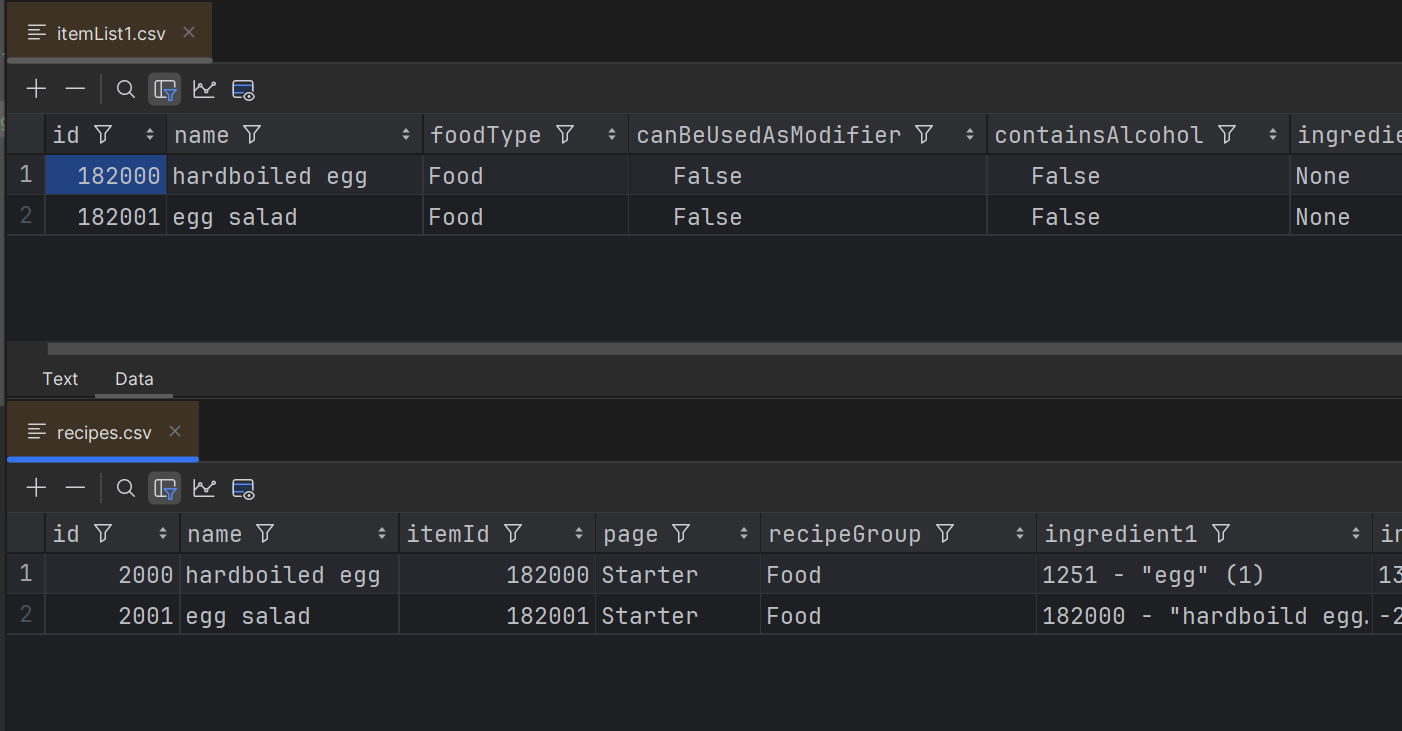 itemList1.csv
id name foodType canBeUsedAsModifier containsAlcohol ingredie
1 182000 hardboiled egg Food False False None
2 182001 egg salad Food False False None
Text Data
recipes.csv
id name itemId page recipeGroup ingredient1 in
1 2000 hardboiled egg 182000 Starter Food 1251 - "egg" (1) 13
2 2001 egg salad 182001 Starter Food 182000 - "hardboild egg… -2